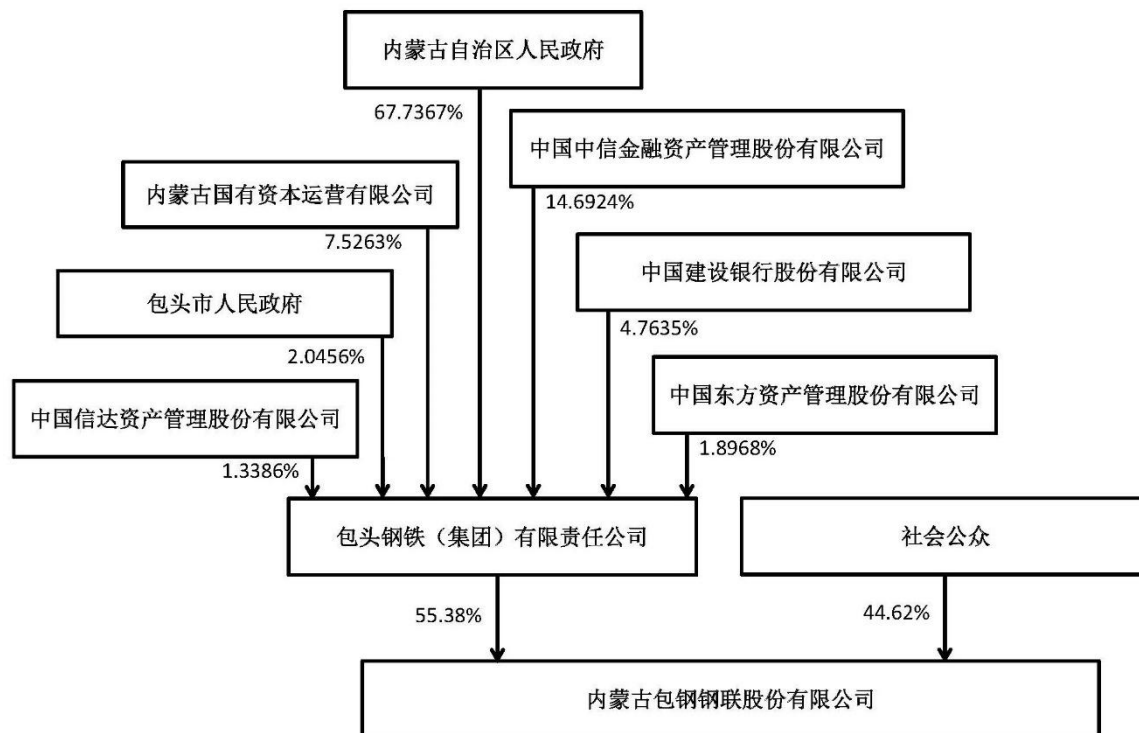 内蒙古自治区人民政府
67.7367%
中国中信金融资产管理股份有限公司
14.6924%
内蒙古国有资本运营有限公司
7.5263%
中国建设银行股份有限公司
4.7635%
包头市人民政府
2.0456%
中国东方资产管理股份有限公司
1.8968%
中国信达资产管理股份有限公司
1.3386%
包头钢铁（集团）有限责任公司
社会公众
55.38%
44.62%
内蒙古包钢钢联股份有限公司